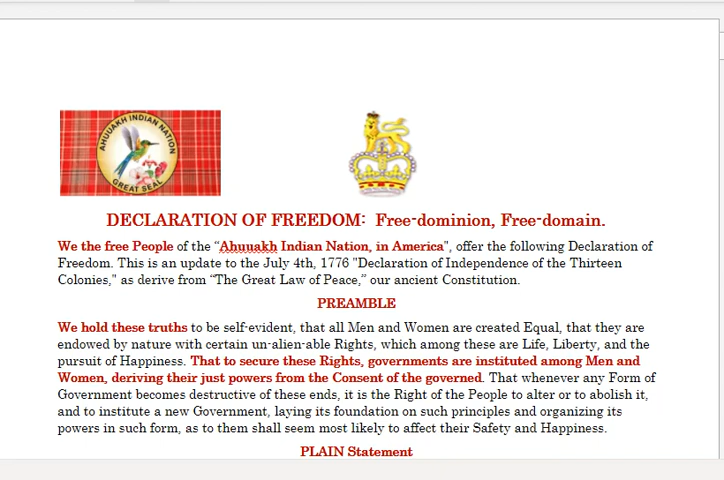 AHUUAKH INDIAN NATION
GREAT SEAL
DECLARATION OF FREEDOM: Free-dominion, Free-domain.
We the free People of the “Ahuuakh Indian Nation, in America”, offer the following Declaration of
Freedom. This is an update to the July 4th, 1776 "Declaration of Independence of the Thirteen
Colonies," as derive from “The Great Law of Peace,” our ancient Constitution.
PREAMBLE
We hold these truths to be self-evident, that all Men and Women are created Equal, that they are
endowed by nature with certain un-alien-able Rights, which among these are Life, Liberty, and the
pursuit of Happiness. That to secure these Rights, governments are instituted among Men and
Women, deriving their just powers from the Consent of the governed. That whenever any Form of
Government becomes destructive of these ends, it is the Right of the People to alter or to abolish it,
and to institute a new Government, laying its foundation on such principles and organizing its
powers in such form, as to them shall seem most likely to affect their Safety and Happiness.
PLAIN Statement